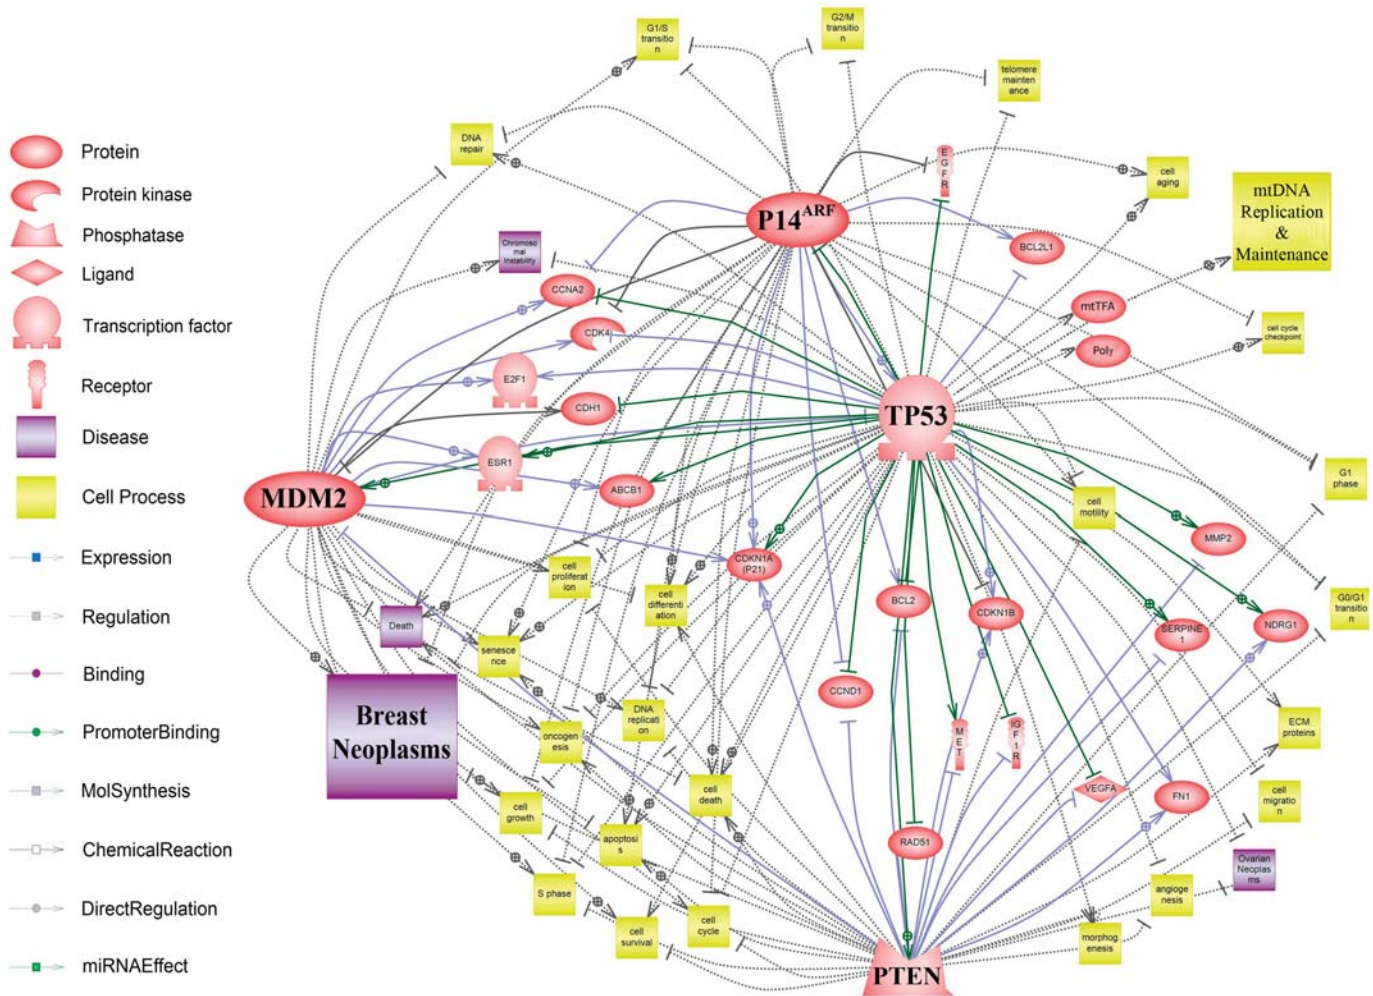 Protein
Protein kinase
Phosphatase
Ligand
Transcription factor
Receptor
Disease
Cell Process
Expression
Regulation
Binding
PromoterBinding
MolSynthesis
ChemicalReaction
DirectRegulation
miRNAEffect
G1/S
transitio
n
G2/M
transitio
n
telomere
mainten
ance
DNA
repair
EGFR
cell
aging
mtDNA
Replication
&
Maintenance
P14ARF
Chromoso
mal
Instability
BCL2L1
CCNA2
mtTFA
CDK4
cell cycle
checkpoint
Polγ
E2F1
CDH1
TP53
ESR1
MDM2
ABCB1
G1
phase
cell
motility
MMP2
cell
proliferat
ion
CDKN1A
(P21)
cell
differenti
ation
BCL2
CDKN1B
G0/G1
transitio
n
Death
SERPINE
1
NDRG1
senesce
nce
CCND1
Breast
Neoplasms
DNA
replicati
on
oncogen
esis
MET
IGF1R
ECM
proteins
cell
death
VEGFA
FN1
cell
migratio
n
cell
growth
apoptosi
s
RAD51
Ovarian
Neoplas
ms
S phase
angioge
nesis
cell
survival
cell
cycle
morphog
enesis
PTEN